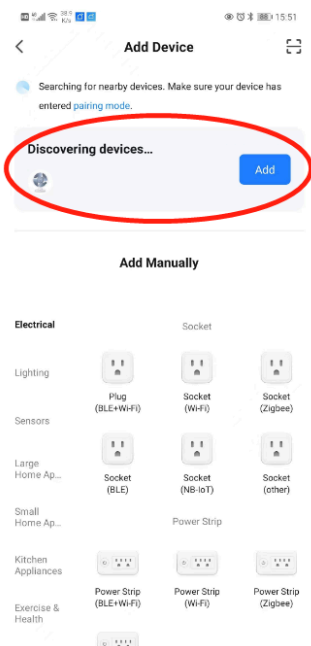 HD 38.9 K/s 15:51
Add Device
Searching for nearby devices. Make sure your device has
entered pairing mode.
Discovering devices...
Add
Add Manually
Electrical
Socket
Lighting
Plug
(BLE+Wi-Fi)
Socket
(Wi-Fi)
Socket
(Zigbee)
Sensors
Large
Home Ap...
Socket
(BLE)
Socket
(NB-IoT)
Socket
(other)
Small
Home Ap...
Power Strip
Kitchen
Appliances
Power Strip
(BLE+Wi-Fi)
Power Strip
(Wi-Fi)
Power Strip
(Zigbee)
Exercise &
Health